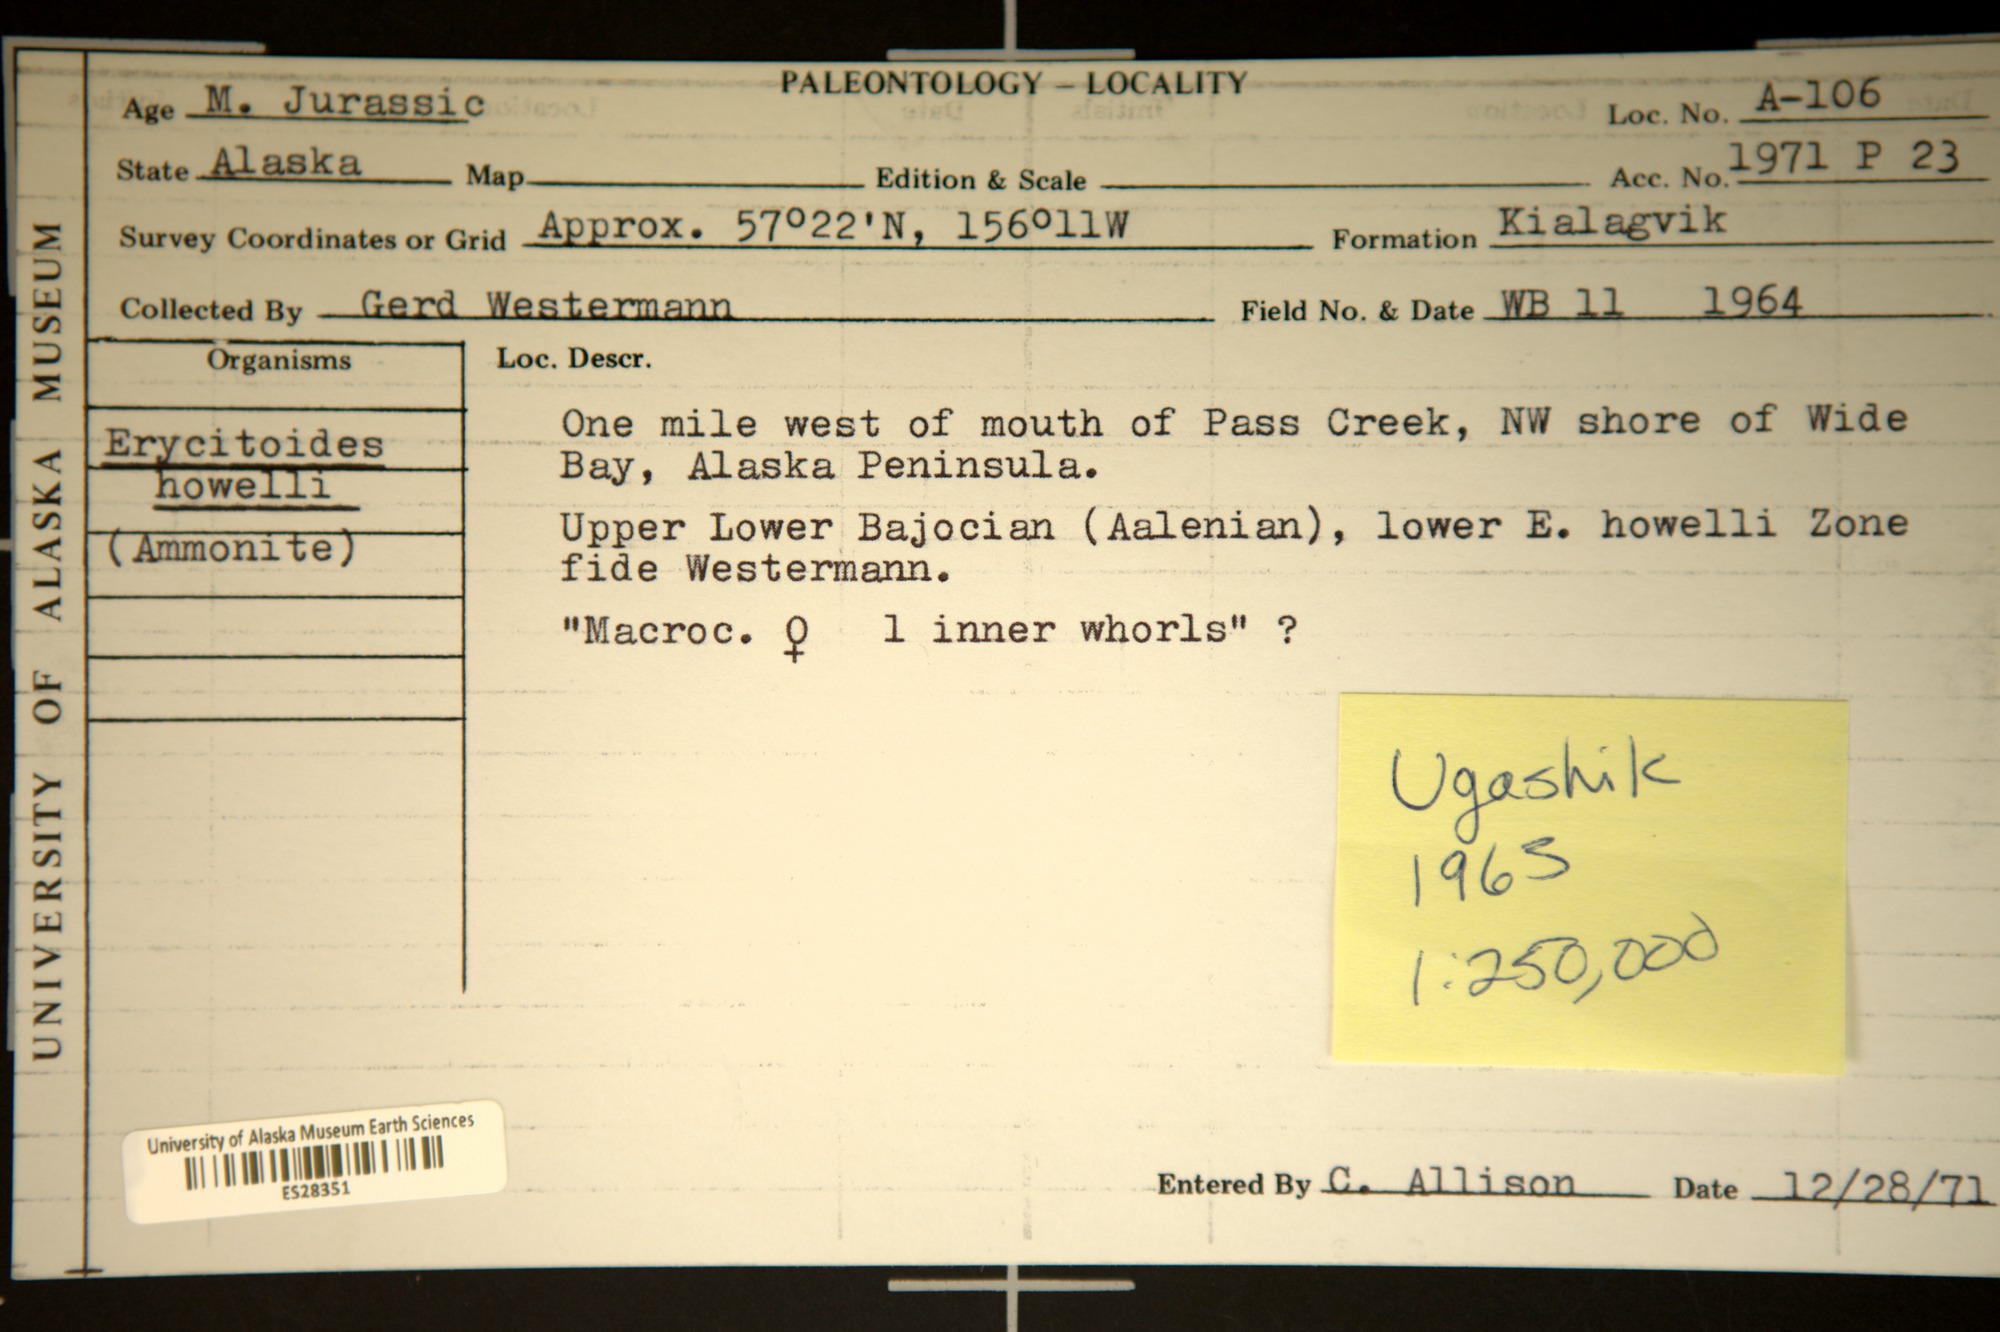 PALEONTOLOGY – LOCALITY
Age M. Jurassic
Loc. No. A-106
State Alaska Map Edition & Scale Acc. No. 1971 P 23
Survey Coordinates or Grid Approx. 57º22'N, 156º11W Formation Kialagvik
Collected By Gerd Westermann Field No. & Date WB 11 1964
Organisms
Erycitoides
howelli
(Ammonite)
Loc. Descr.
One mile west of mouth of Pass Creek, NW shore of Wide
Bay, Alaska Peninsula.
Upper Lower Bajocian (Aalenian), lower E. howelli Zone
fide Westermann.
"Macroc. ♀ 1 inner whorls" ?
Ugashik
1963
1:250,000
University of Alaska Museum Earth Sciences
ES28351
Entered By C. Allison Date 12/28/71
UNIVERSITY OF ALASKA MUSEUM